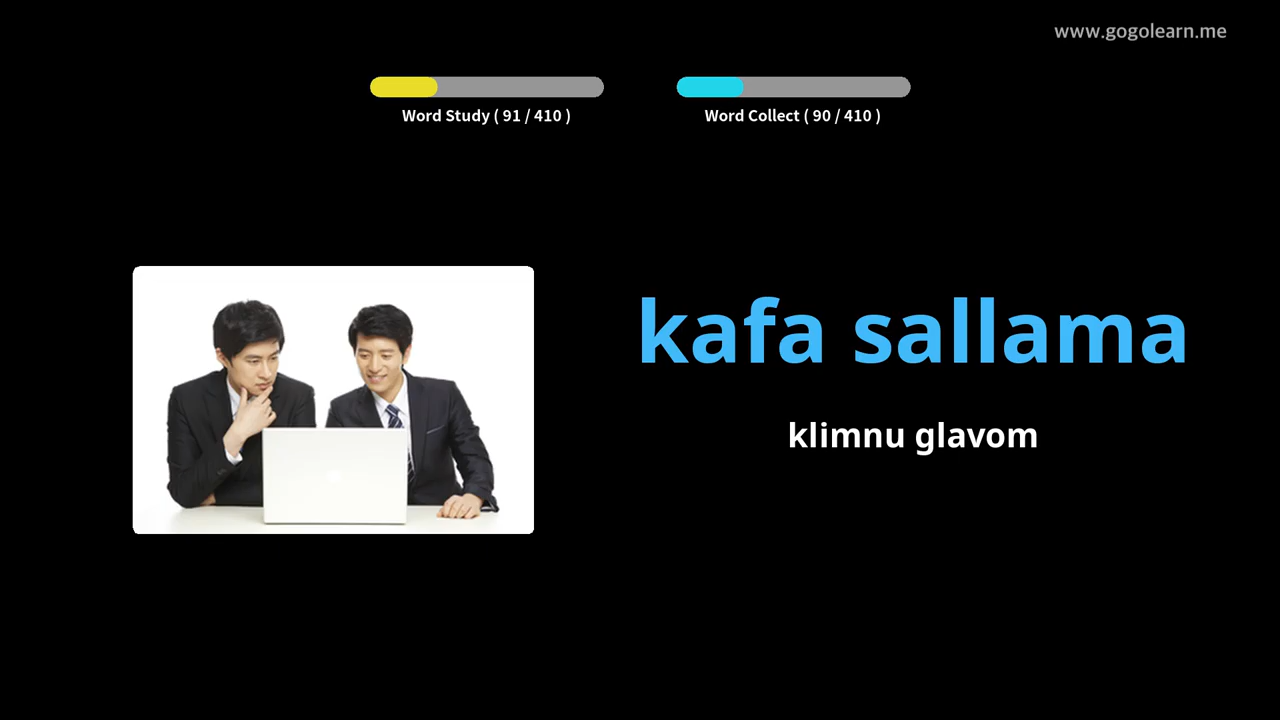 www.gogolearn.me
Word Study ( 91 / 410 )
Word Collect ( 90 / 410 )
kafa sallama
klimnu glavom